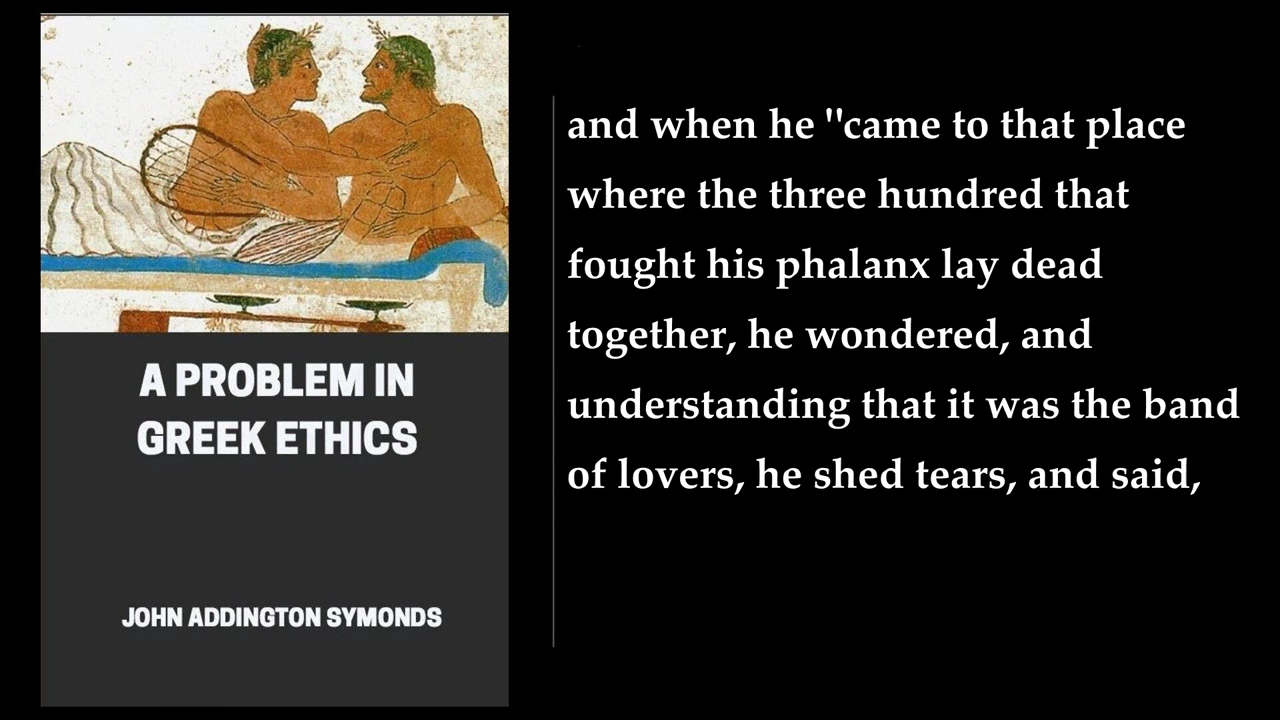 A PROBLEM IN
GREEK ETHICS
JOHN ADDINGTON SYMONDS
and when he "came to that place
where the three hundred that
fought his phalanx lay dead
together, he wondered, and
understanding that it was the band
of lovers, he shed tears, and said,